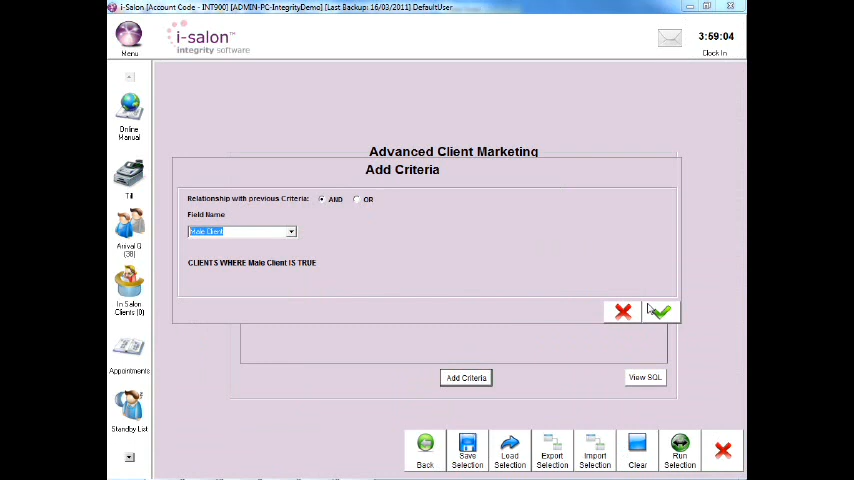 i-Salon [Account Code - INT900] [ADMIN-PC-IntegrityDemo] [Last Backup: 16/03/2011] DefaultUser
Menu
i-salon™
integrity software
3:59:04
Clock In
Online
Manual
Till
Arrival Q
(38)
In Salon
Clients (0)
Appointments
Standby List
Advanced Client Marketing
Add Criteria
Relationship with previous Criteria:
AND
OR
Field Name
Male Client
CLIENTS WHERE Male Client IS TRUE
Add Criteria
View SQL
Back
Save
Selection
Load
Selection
Export
Selection
Import
Selection
Clear
Run
Selection